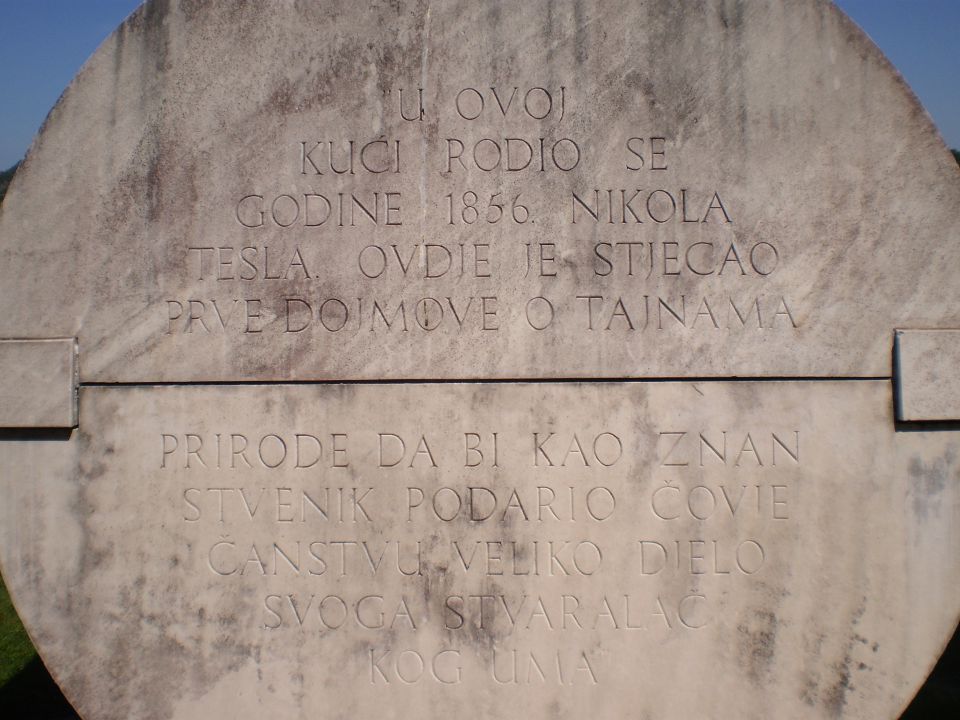 "U OVOJ
KUĆI RODIO SE
GODINE 1856. NIKOLA
TESLA. OVDJE JE STJECAO
PRVE DOJMOVE O TAJNAMA
PRIRODE DA BI KAO ZNAN
STVENIK PODARIO ČOVJE
ČANSTVU VELIKO DJELO
SVOGA STVARALAČ
KOG UMA"